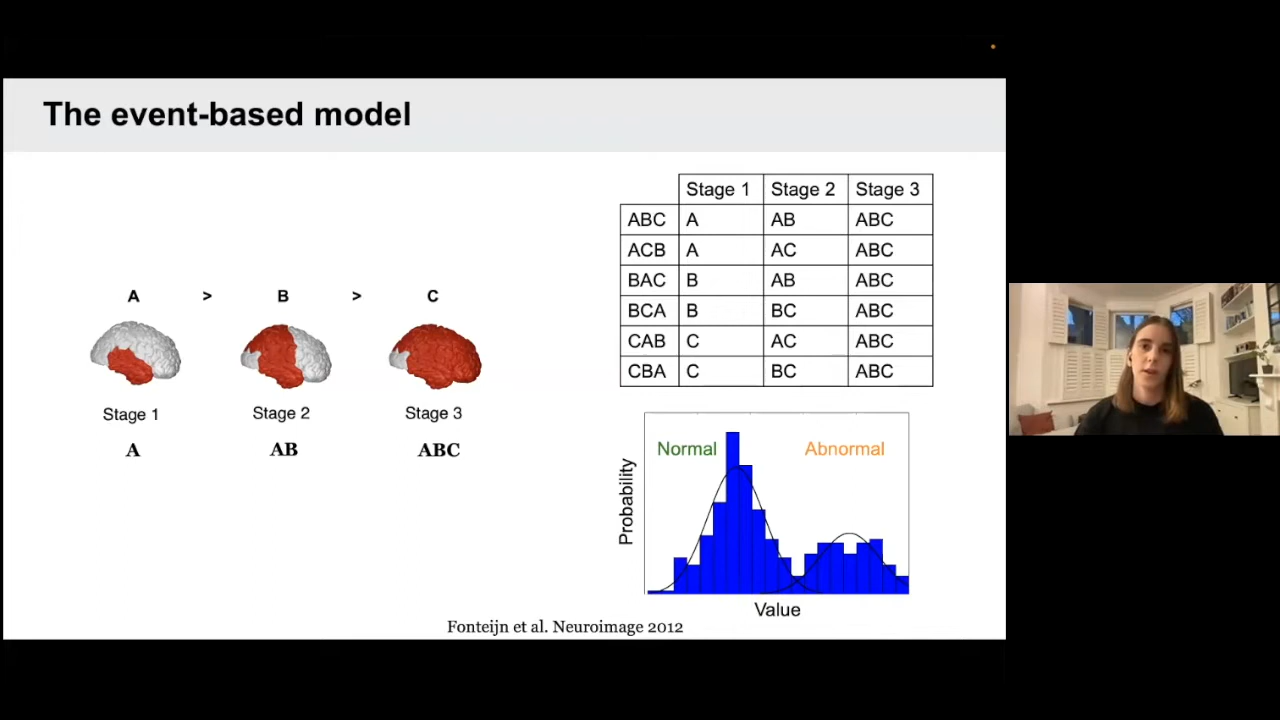 The event-based model
A > B > C
Stage 1 Stage 2 Stage 3
A AB ABC
Stage 1 Stage 2 Stage 3
ABC A AB ABC
ACB A AC ABC
BAC B AB ABC
BCA B BC ABC
CAB C AC ABC
CBA C BC ABC
Normal Abnormal
Probability
Value
Fonteijn et al. Neuroimage 2012